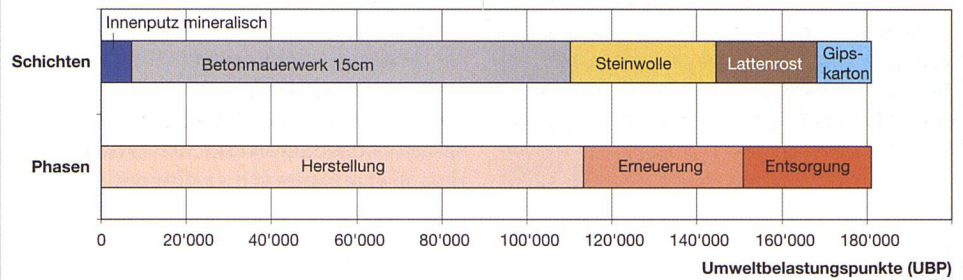 Innenputz mineralisch
Schichten
Betonmauerwerk 15cm
Steinwolle
Lattenrost
Gips-
karton
Phasen
Herstellung
Erneuerung
Entsorgung
0 20'000 40'000 60'000 80'000 100'000 120'000 140'000 160'000 180'000
Umweltbelastungspunkte (UBP)